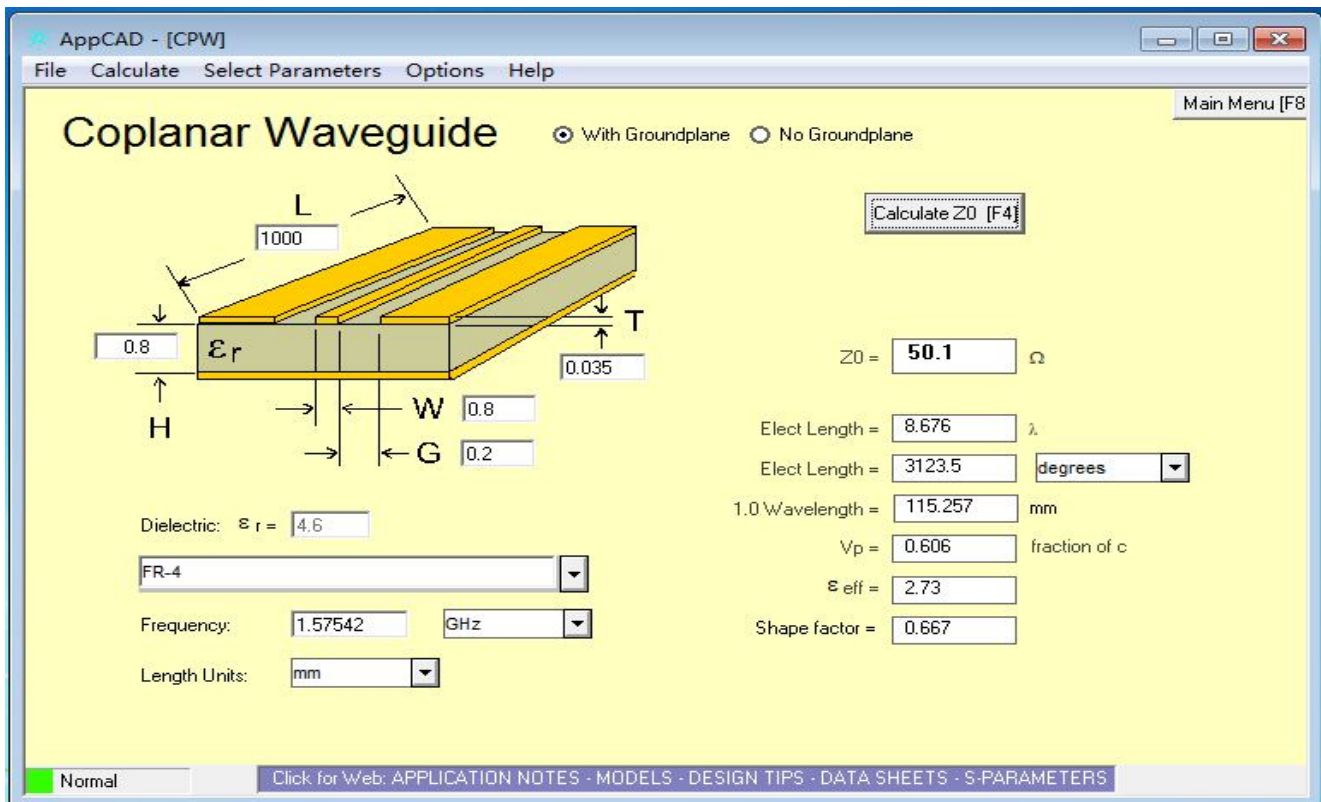 AppCAD - [CPW]
File Calculate Select Parameters Options Help
Main Menu [F8
Coplanar Waveguide
With Groundplane No Groundplane
Calculate Z0 [F4]
L
1000
0.8
εr
T
0.035
H
W 0.8
G 0.2
Z0 = 50.1 Ω
Elect Length = 8.676 λ
Elect Length = 3123.5 degrees
1.0 Wavelength = 115.257 mm
Vp = 0.606 fraction of c
ε eff = 2.73
Shape factor = 0.667
Dielectric: ε r = 4.6
FR-4
Frequency: 1.57542 GHz
Length Units: mm
Normal
Click for Web: APPLICATION NOTES - MODELS - DESIGN TIPS - DATA SHEETS - S-PARAMETERS